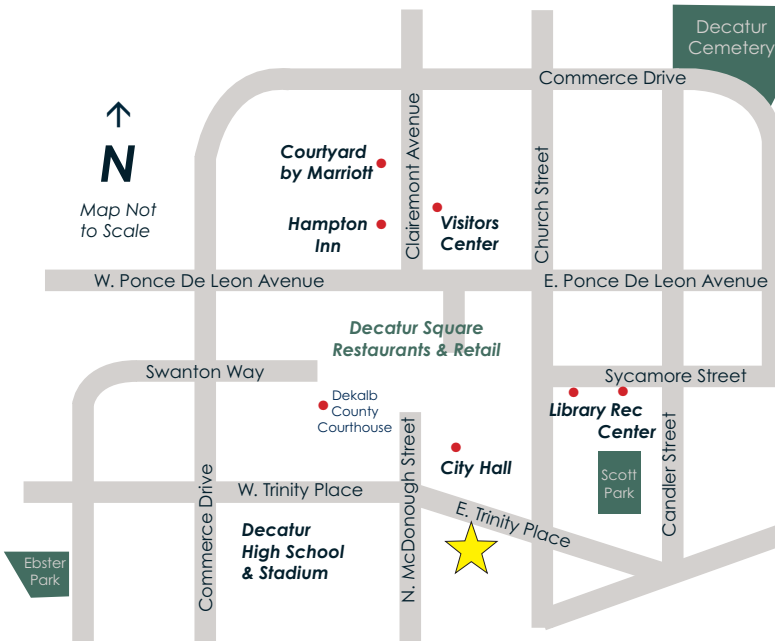 Decatur
Cemetery
Commerce Drive
N
Map Not
to Scale
Courtyard
by Marriott
Clairemont Avenue
Church Street
Hampton
Inn
Visitors
Center
W. Ponce De Leon Avenue
E. Ponce De Leon Avenue
Decatur Square
Restaurants & Retail
Swanton Way
Sycamore Street
Dekalb
County
Courthouse
Library Rec
Center
City Hall
N. McDonough Street
Candler Street
Scott
Park
W. Trinity Place
E. Trinity Place
Commerce Drive
Decatur
High School
& Stadium
Ebster
Park